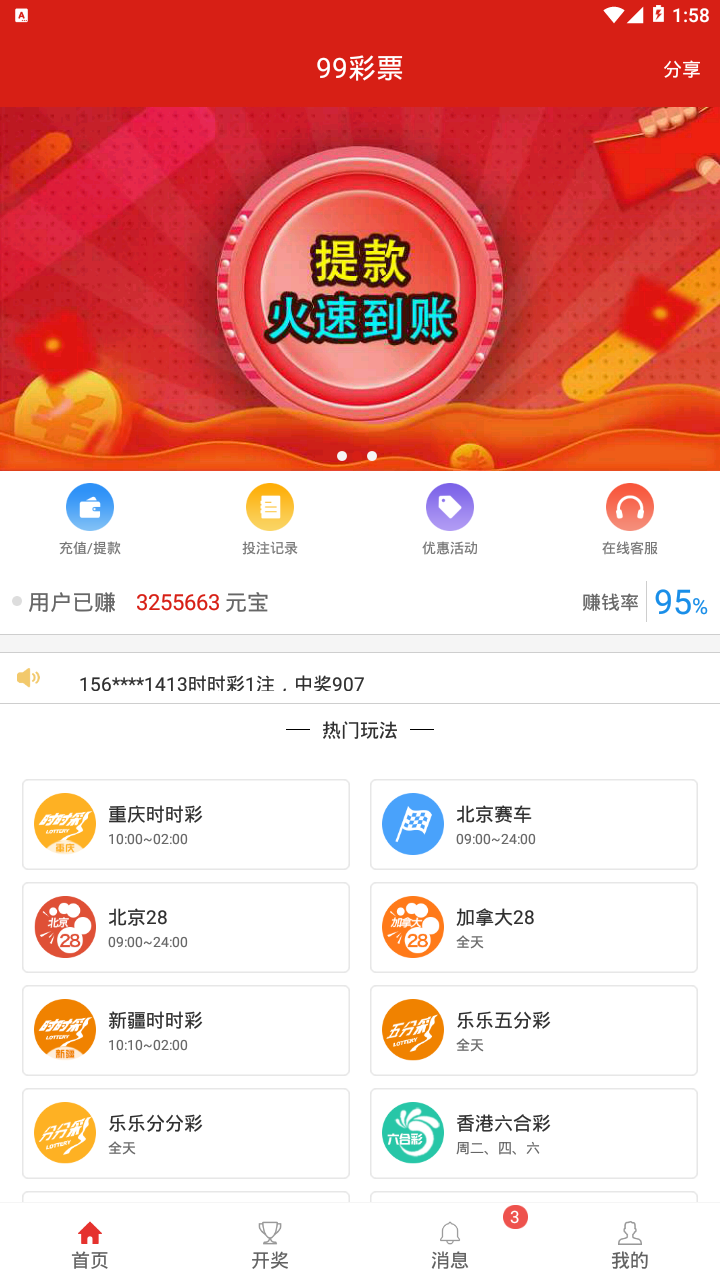 A
1:58
99彩票
分享
提款
火速到账
充值/提款
投注记录
优惠活动
在线客服
用户已赚 3255663 元宝
赚钱率 95%
156****1413时时彩1注，中奖907
热门玩法
时时彩
LOTTERY
重庆
重庆时时彩
10:00~02:00
北京赛车
09:00~24:00
北京
28
北京28
09:00~24:00
加拿大
28
加拿大28
全天
时时彩
LOTTERY
新疆
新疆时时彩
10:10~02:00
五分彩
LOTTERY
乐乐五分彩
全天
分分彩
LOTTERY
乐乐分分彩
全天
六合彩
香港六合彩
周二、四、六
首页
开奖
3
消息
我的